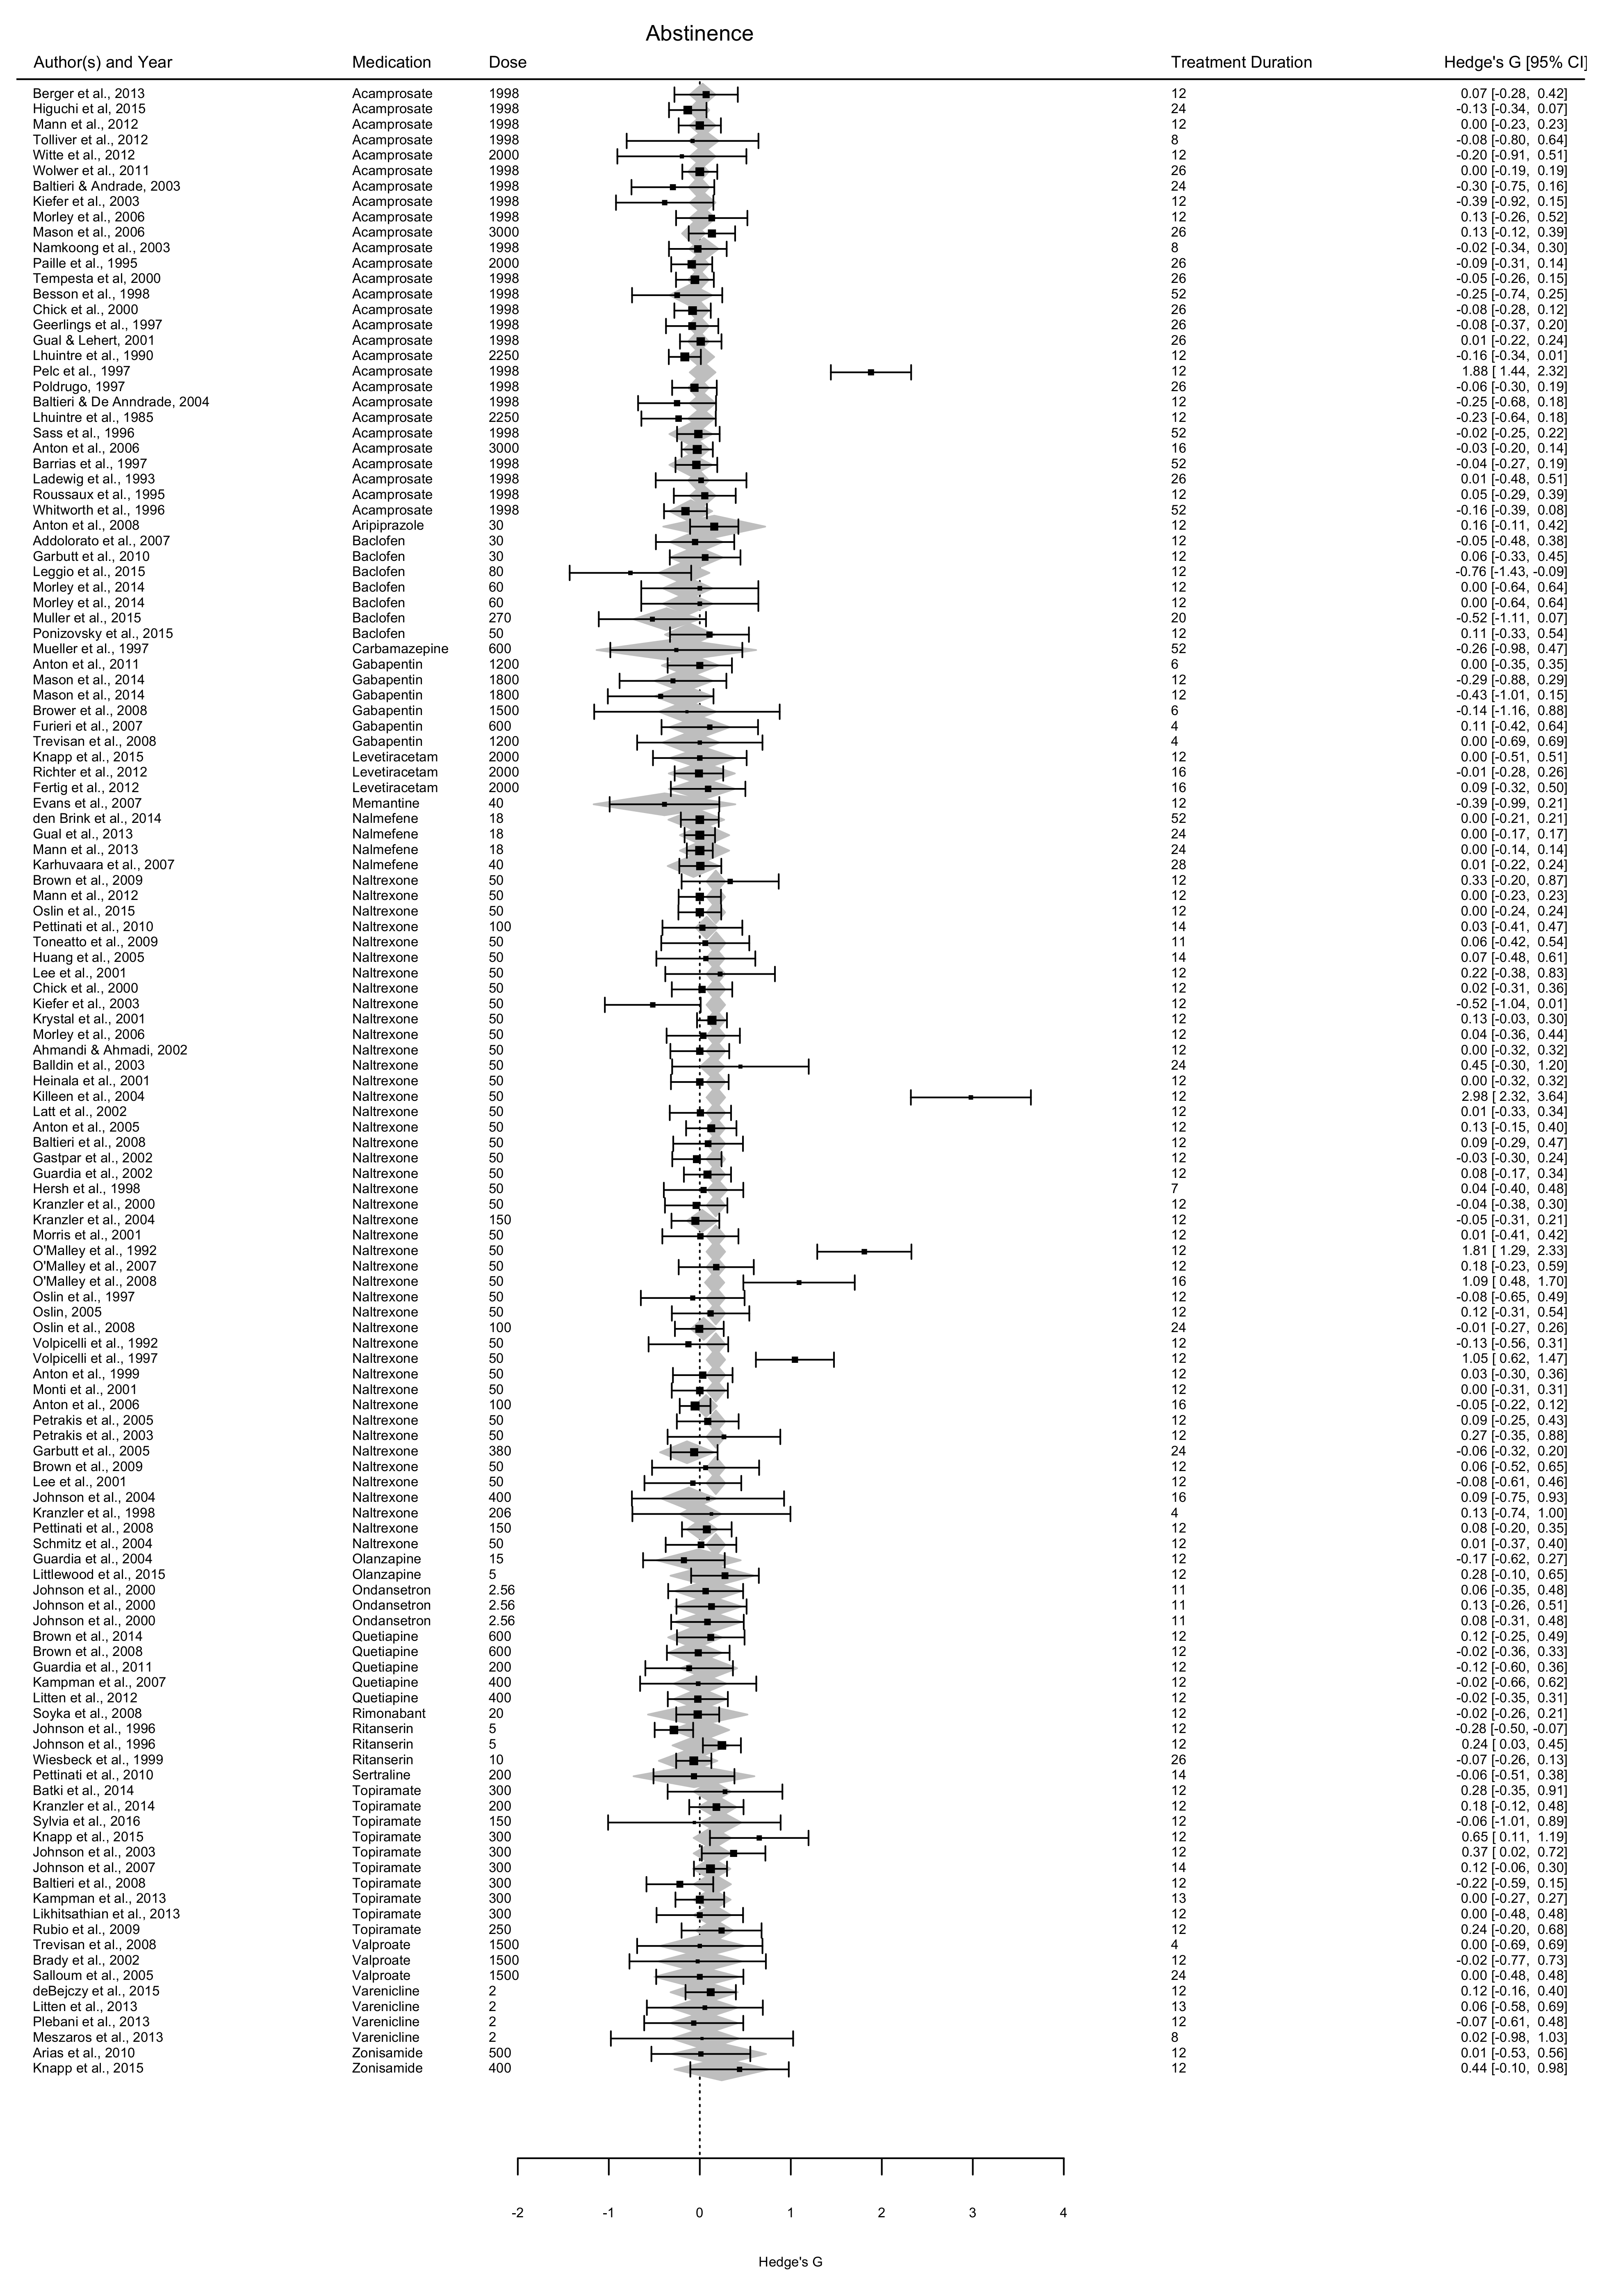 Abstinence
Author(s) and Year Medication Dose Treatment Duration Hedge's G [95% CI]
Berger et al., 2013 Acamprosate 1998 12 0.07 [-0.28, 0.42]
Higuchi et al., 2015 Acamprosate 1998 24 -0.13 [-0.34, 0.07]
Mann et al., 2012 Acamprosate 1998 12 0.00 [-0.23, 0.23]
Tolliver et al., 2012 Acamprosate 1998 8 -0.08 [-0.80, 0.64]
Witte et al., 2012 Acamprosate 2000 12 -0.20 [-0.91, 0.51]
Wolwer et al., 2011 Acamprosate 1998 26 0.00 [-0.19, 0.19]
Baltieri & Andrade, 2003 Acamprosate 1998 24 -0.30 [-0.75, 0.16]
Kiefer et al., 2003 Acamprosate 1998 12 -0.39 [-0.92, 0.15]
Morley et al., 2006 Acamprosate 1998 12 0.13 [-0.26, 0.52]
Mason et al., 2006 Acamprosate 3000 26 0.13 [-0.12, 0.39]
Namkoong et al., 2003 Acamprosate 1998 8 -0.02 [-0.34, 0.30]
Paille et al., 1995 Acamprosate 2000 26 -0.09 [-0.31, 0.14]
Tempesta et al, 2000 Acamprosate 1998 26 -0.05 [-0.26, 0.15]
Besson et al., 1998 Acamprosate 1998 52 -0.25 [-0.74, 0.25]
Chick et al., 2000 Acamprosate 1998 26 -0.08 [-0.28, 0.12]
Geerlings et al., 1997 Acamprosate 1998 26 -0.08 [-0.37, 0.20]
Gual & Lehert, 2001 Acamprosate 1998 26 0.01 [-0.22, 0.24]
Lhuintre et al., 1990 Acamprosate 2250 12 -0.16 [-0.34, 0.01]
Pelc et al., 1997 Acamprosate 1998 12 1.88 [ 1.44, 2.32]
Poldrugo, 1997 Acamprosate 1998 26 -0.06 [-0.30, 0.19]
Baltieri & De Anndrade, 2004 Acamprosate 1998 12 -0.25 [-0.68, 0.18]
Lhuintre et al., 1985 Acamprosate 2250 12 -0.23 [-0.64, 0.18]
Sass et al., 1996 Acamprosate 1998 52 -0.02 [-0.25, 0.22]
Anton et al., 2006 Acamprosate 3000 16 -0.03 [-0.20, 0.14]
Barrias et al., 1997 Acamprosate 1998 52 -0.04 [-0.27, 0.19]
Ladewig et al., 1993 Acamprosate 1998 26 0.01 [-0.48, 0.51]
Roussaux et al., 1995 Acamprosate 1998 12 0.05 [-0.29, 0.39]
Whitworth et al., 1996 Acamprosate 1998 52 -0.16 [-0.39, 0.08]
Anton et al., 2008 Aripiprazole 30 12 0.16 [-0.11, 0.42]
Addolorato et al., 2007 Baclofen 30 12 -0.05 [-0.48, 0.38]
Garbutt et al., 2010 Baclofen 30 12 0.06 [-0.33, 0.45]
Leggio et al., 2015 Baclofen 80 12 -0.76 [-1.43, -0.09]
Morley et al., 2014 Baclofen 60 12 0.00 [-0.64, 0.64]
Morley et al., 2014 Baclofen 60 12 0.00 [-0.64, 0.64]
Muller et al., 2015 Baclofen 270 20 -0.52 [-1.11, 0.07]
Ponizovsky et al., 2015 Baclofen 50 12 0.11 [-0.33, 0.54]
Mueller et al., 1997 Carbamazepine 600 52 -0.26 [-0.98, 0.47]
Anton et al., 2011 Gabapentin 1200 6 0.00 [-0.35, 0.35]
Mason et al., 2014 Gabapentin 1800 12 -0.29 [-0.88, 0.29]
Mason et al., 2014 Gabapentin 1800 12 -0.43 [-1.01, 0.15]
Brower et al., 2008 Gabapentin 1500 6 -0.14 [-1.16, 0.88]
Furieri et al., 2007 Gabapentin 600 4 0.11 [-0.42, 0.64]
Trevisan et al., 2008 Gabapentin 1200 4 0.00 [-0.69, 0.69]
Knapp et al., 2015 Levetiracetam 2000 12 0.00 [-0.51, 0.51]
Richter et al., 2012 Levetiracetam 2000 16 -0.01 [-0.28, 0.26]
Fertig et al., 2012 Levetiracetam 2000 16 0.09 [-0.32, 0.50]
Evans et al., 2007 Memantine 40 12 -0.39 [-0.99, 0.21]
den Brink et al., 2014 Nalmefene 18 52 0.00 [-0.21, 0.21]
Gual et al., 2013 Nalmefene 18 24 0.00 [-0.17, 0.17]
Mann et al., 2013 Nalmefene 18 24 0.00 [-0.14, 0.14]
Karhuvaara et al., 2007 Nalmefene 40 28 0.01 [-0.22, 0.24]
Brown et al., 2009 Naltrexone 50 12 0.33 [-0.20, 0.87]
Mann et al., 2012 Naltrexone 50 12 0.00 [-0.23, 0.23]
Oslin et al., 2015 Naltrexone 50 12 0.00 [-0.24, 0.24]
Pettinati et al., 2010 Naltrexone 100 14 0.03 [-0.41, 0.47]
Toneatto et al., 2009 Naltrexone 50 11 0.06 [-0.42, 0.54]
Huang et al., 2005 Naltrexone 50 14 0.07 [-0.48, 0.61]
Lee et al., 2001 Naltrexone 50 12 0.22 [-0.38, 0.83]
Chick et al., 2000 Naltrexone 50 12 0.02 [-0.31, 0.36]
Kiefer et al., 2003 Naltrexone 50 12 -0.52 [-1.04, 0.01]
Krystal et al., 2001 Naltrexone 50 12 0.13 [-0.03, 0.30]
Morley et al., 2006 Naltrexone 50 12 0.04 [-0.36, 0.44]
Ahmandi & Ahmadi, 2002 Naltrexone 50 12 0.00 [-0.32, 0.32]
Balldin et al., 2003 Naltrexone 50 24 0.45 [-0.30, 1.20]
Heinala et al., 2001 Naltrexone 50 12 0.00 [-0.32, 0.32]
Killeen et al., 2004 Naltrexone 50 12 2.98 [ 2.32, 3.64]
Latt et al., 2002 Naltrexone 50 12 0.01 [-0.33, 0.34]
Anton et al., 2005 Naltrexone 50 12 0.13 [-0.15, 0.40]
Baltieri et al., 2008 Naltrexone 50 12 0.09 [-0.29, 0.47]
Gastpar et al., 2002 Naltrexone 50 12 -0.03 [-0.30, 0.24]
Guardia et al., 2002 Naltrexone 50 12 0.08 [-0.17, 0.34]
Hersh et al., 1998 Naltrexone 50 7 0.04 [-0.40, 0.48]
Kranzler et al., 2000 Naltrexone 50 12 -0.04 [-0.38, 0.30]
Kranzler et al., 2004 Naltrexone 150 12 -0.05 [-0.31, 0.21]
Morris et al., 2001 Naltrexone 50 12 0.01 [-0.41, 0.42]
O'Malley et al., 1992 Naltrexone 50 12 1.81 [ 1.29, 2.33]
O'Malley et al., 2007 Naltrexone 50 12 0.18 [-0.23, 0.59]
O'Malley et al., 2008 Naltrexone 50 16 1.09 [ 0.48, 1.70]
Oslin et al., 1997 Naltrexone 50 12 -0.08 [-0.65, 0.49]
Oslin, 2005 Naltrexone 50 12 0.12 [-0.31, 0.54]
Oslin et al., 2008 Naltrexone 100 24 -0.01 [-0.27, 0.26]
Volpicelli et al., 1992 Naltrexone 50 12 -0.13 [-0.56, 0.31]
Volpicelli et al., 1997 Naltrexone 50 12 1.05 [ 0.62, 1.47]
Anton et al., 1999 Naltrexone 50 12 0.03 [-0.30, 0.36]
Monti et al., 2001 Naltrexone 50 12 0.00 [-0.31, 0.31]
Anton et al., 2006 Naltrexone 100 16 -0.05 [-0.22, 0.12]
Petrakis et al., 2005 Naltrexone 50 12 0.09 [-0.25, 0.43]
Petrakis et al., 2003 Naltrexone 50 12 0.27 [-0.35, 0.88]
Garbutt et al., 2005 Naltrexone 380 24 -0.06 [-0.32, 0.20]
Brown et al., 2009 Naltrexone 50 12 0.06 [-0.52, 0.65]
Lee et al., 2001 Naltrexone 50 12 -0.08 [-0.61, 0.46]
Johnson et al., 2004 Naltrexone 400 16 0.09 [-0.75, 0.93]
Kranzler et al., 1998 Naltrexone 206 4 0.13 [-0.74, 1.00]
Pettinati et al., 2008 Naltrexone 150 12 0.08 [-0.20, 0.35]
Schmitz et al., 2004 Naltrexone 50 12 0.01 [-0.37, 0.40]
Guardia et al., 2004 Olanzapine 15 12 -0.17 [-0.62, 0.27]
Littlewood et al., 2015 Olanzapine 5 12 0.28 [-0.10, 0.65]
Johnson et al., 2000 Ondansetron 2.56 11 0.06 [-0.35, 0.48]
Johnson et al., 2000 Ondansetron 2.56 11 0.13 [-0.26, 0.51]
Johnson et al., 2000 Ondansetron 2.56 11 0.08 [-0.31, 0.48]
Brown et al., 2014 Quetiapine 600 12 0.12 [-0.25, 0.49]
Brown et al., 2008 Quetiapine 600 12 -0.02 [-0.36, 0.33]
Guardia et al., 2011 Quetiapine 200 12 -0.12 [-0.60, 0.36]
Kampman et al., 2007 Quetiapine 400 12 -0.02 [-0.66, 0.62]
Litten et al., 2012 Quetiapine 400 12 -0.02 [-0.35, 0.31]
Soyka et al., 2008 Rimonabant 20 12 -0.02 [-0.26, 0.21]
Johnson et al., 1996 Ritanserin 5 12 -0.28 [-0.50, -0.07]
Johnson et al., 1996 Ritanserin 5 12 0.24 [ 0.03, 0.45]
Wiesbeck et al., 1999 Ritanserin 10 26 -0.07 [-0.26, 0.13]
Pettinati et al., 2010 Sertraline 200 14 -0.06 [-0.51, 0.38]
Batki et al., 2014 Topiramate 300 12 0.28 [-0.35, 0.91]
Kranzler et al., 2014 Topiramate 200 12 0.18 [-0.12, 0.48]
Sylvia et al., 2016 Topiramate 150 12 -0.06 [-1.01, 0.89]
Knapp et al., 2015 Topiramate 300 12 0.65 [ 0.11, 1.19]
Johnson et al., 2003 Topiramate 300 12 0.37 [ 0.02, 0.72]
Johnson et al., 2007 Topiramate 300 14 0.12 [-0.06, 0.30]
Baltieri et al., 2008 Topiramate 300 12 -0.22 [-0.59, 0.15]
Kampman et al., 2013 Topiramate 300 13 0.00 [-0.27, 0.27]
Likhitsathian et al., 2013 Topiramate 300 12 0.00 [-0.48, 0.48]
Rubio et al., 2009 Topiramate 250 12 0.24 [-0.20, 0.68]
Trevisan et al., 2008 Valproate 1500 4 0.00 [-0.69, 0.69]
Brady et al., 2002 Valproate 1500 12 -0.02 [-0.77, 0.73]
Salloum et al., 2005 Valproate 1500 24 0.00 [-0.48, 0.48]
deBejczy et al., 2015 Varenicline 2 12 0.12 [-0.16, 0.40]
Litten et al., 2013 Varenicline 2 13 0.06 [-0.58, 0.69]
Plebani et al., 2013 Varenicline 2 12 -0.07 [-0.61, 0.48]
Meszaros et al., 2013 Varenicline 2 8 0.02 [-0.98, 1.03]
Arias et al., 2010 Zonisamide 500 12 0.01 [-0.53, 0.56]
Knapp et al., 2015 Zonisamide 400 12 0.44 [-0.10, 0.98]
-2 -1 0 1 2 3 4
Hedge's G